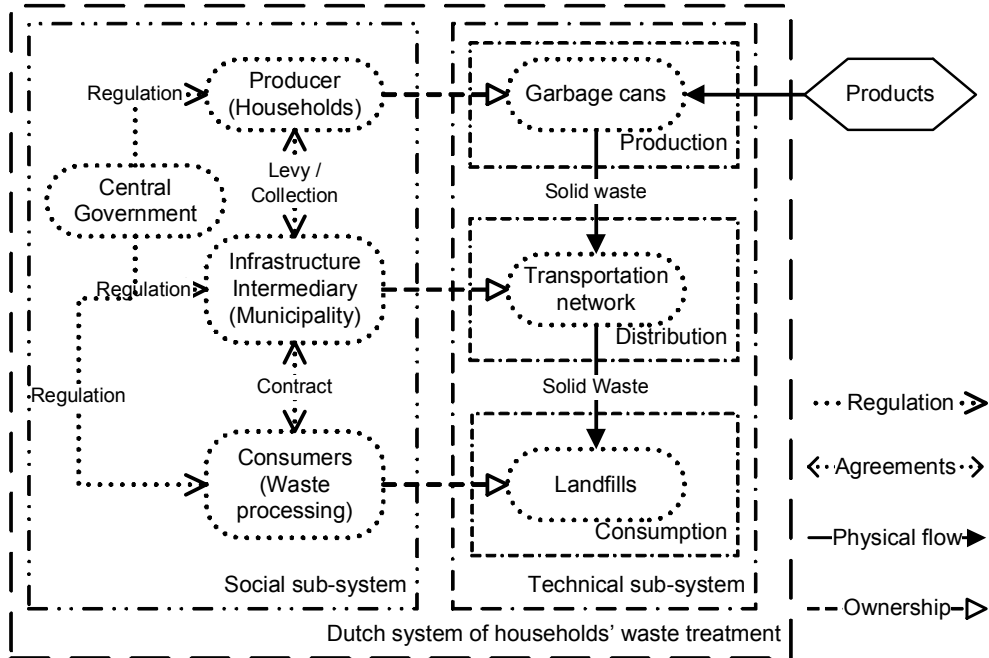 Producer
(Households)
Regulation
Garbage cans
Products
Production
Levy /
Collection
Solid waste
Central
Government
Infrastructure
Intermediary
(Municipality)
Regulation
Transportation
network
Distribution
Contract
Solid Waste
Regulation
Consumers
(Waste
processing)
Landfills
Consumption
Social sub-system
Technical sub-system
Dutch system of households’ waste treatment
Regulation
Agreements
Physical flow
Ownership